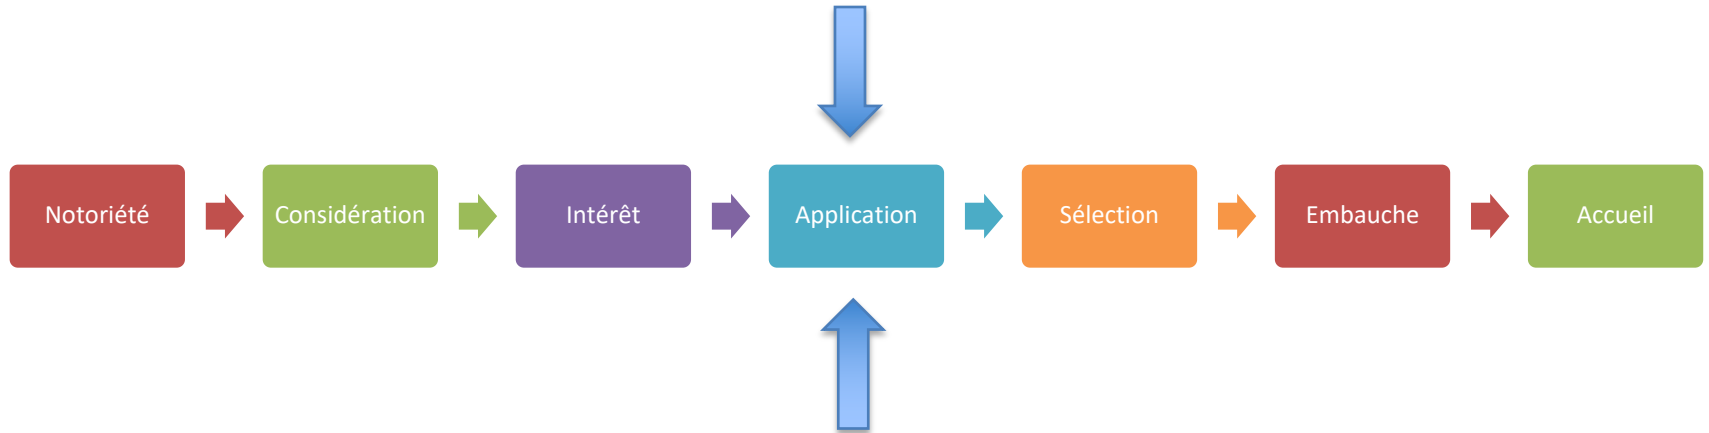 Notoriété
Considération
Intérêt
Application
Sélection
Embauche
Accueil